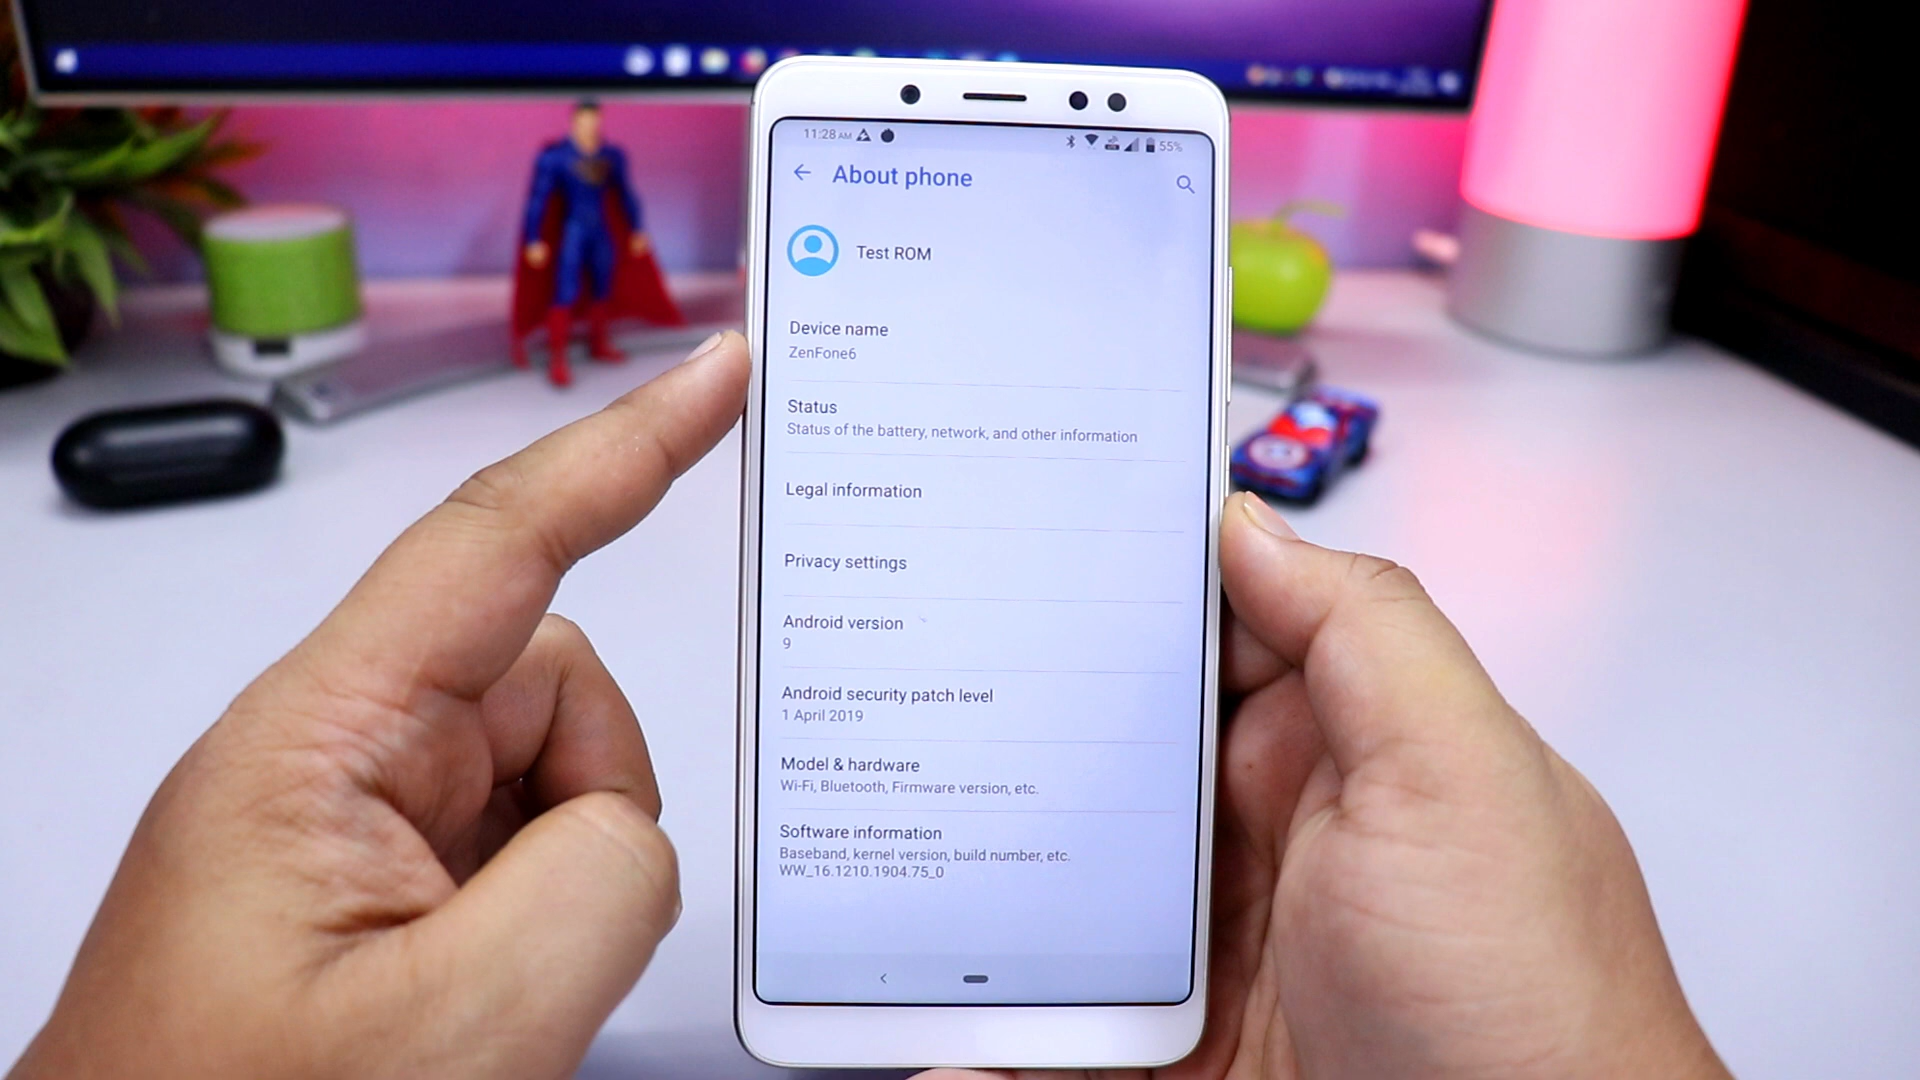 11:28 AM
55%
About phone
Test ROM
Device name
ZenFone6
Status
Status of the battery, network, and other information
Legal information
Privacy settings
Android version
9
Android security patch level
1 April 2019
Model & hardware
Wi-Fi, Bluetooth, Firmware version, etc.
Software information
Baseband, kernel version, build number, etc.
WW_16.1210.1904.75_0